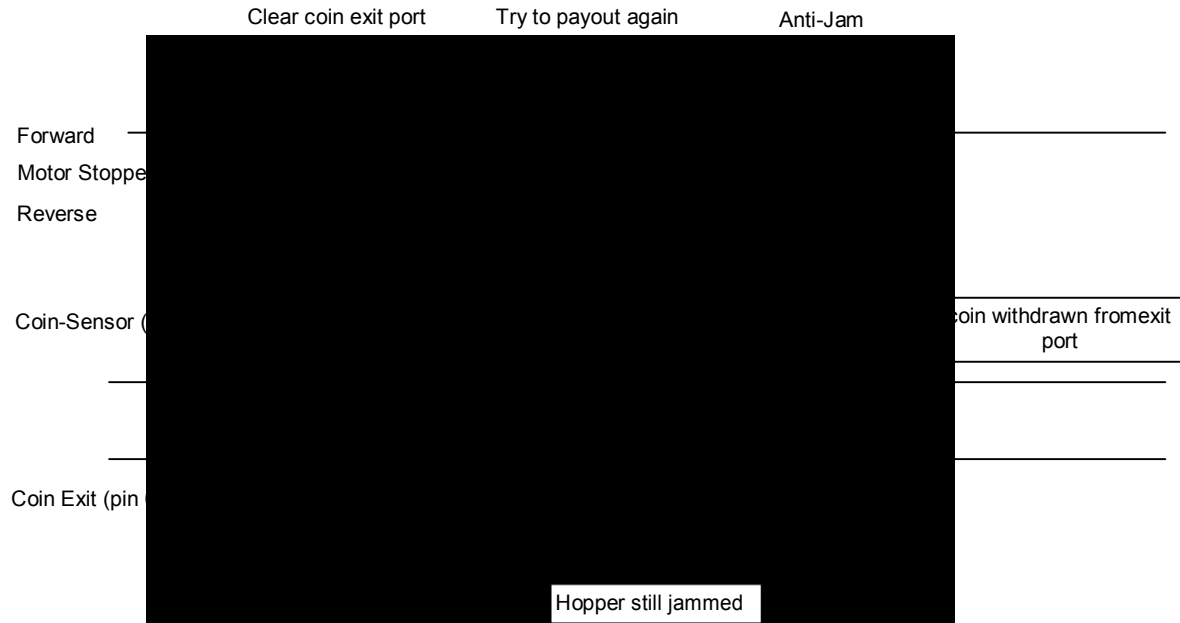 Clear coin exit port
Try to payout again
Anti-Jam
Forward
Motor Stoppe
Reverse
Coin-Sensor (
coin withdrawn fromexit
port
Coin Exit (pin
Hopper still jammed